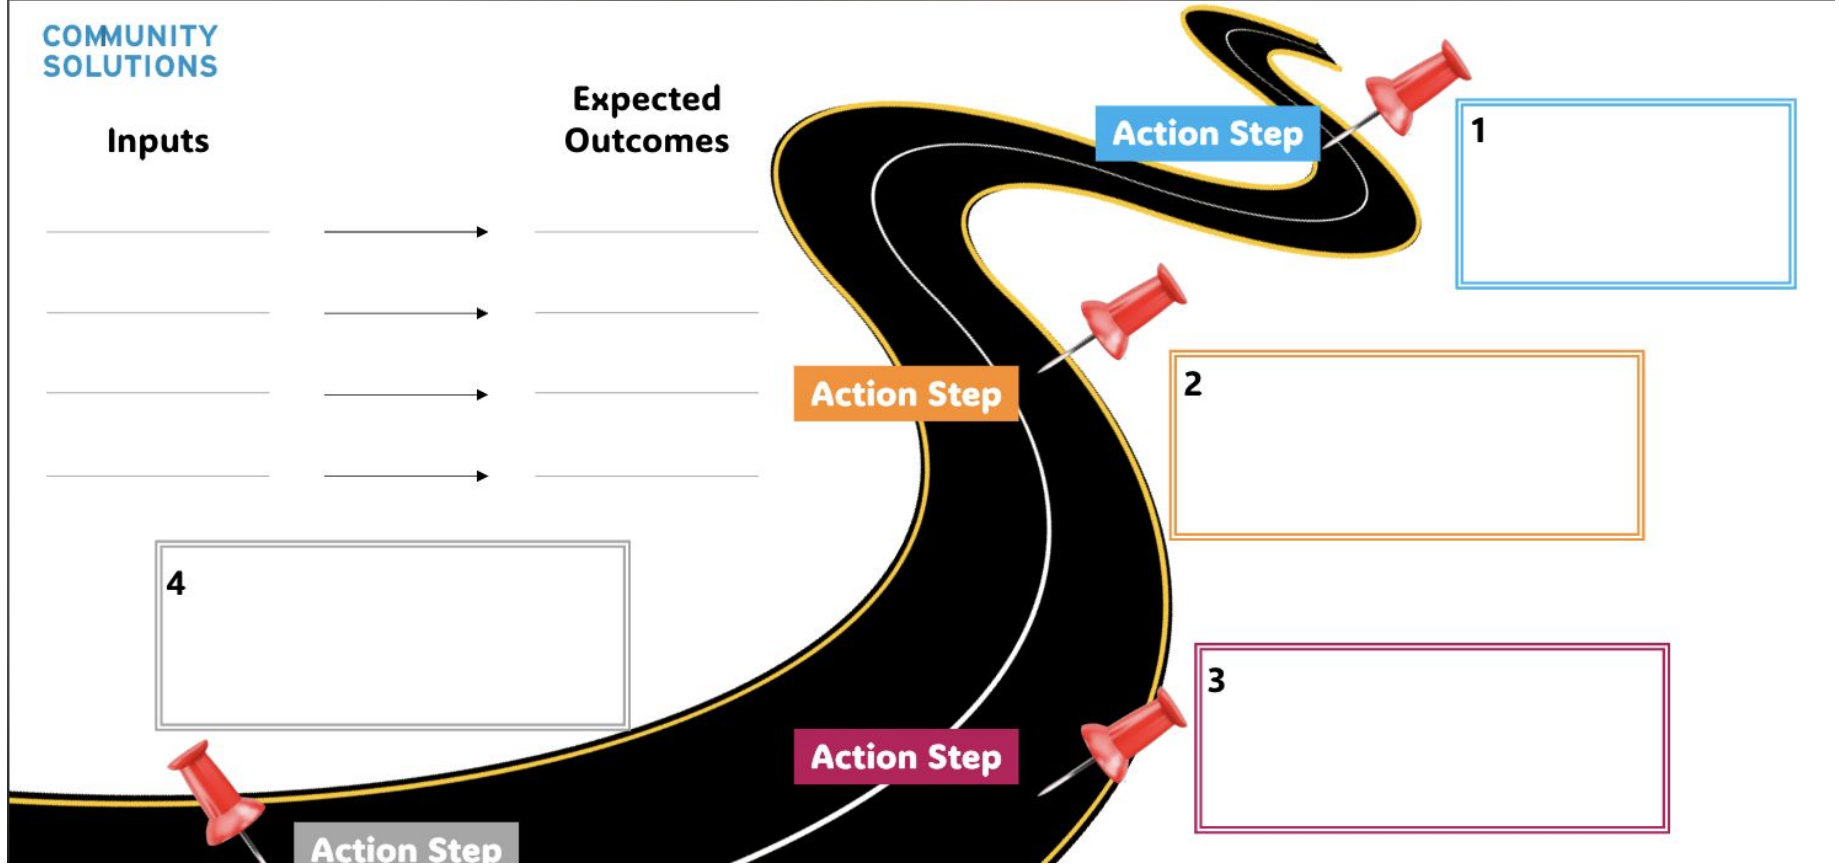 COMMUNITY
SOLUTIONS
Inputs
Expected
Outcomes
Action Step
1
Action Step
2
Action Step
3
4
Action Step